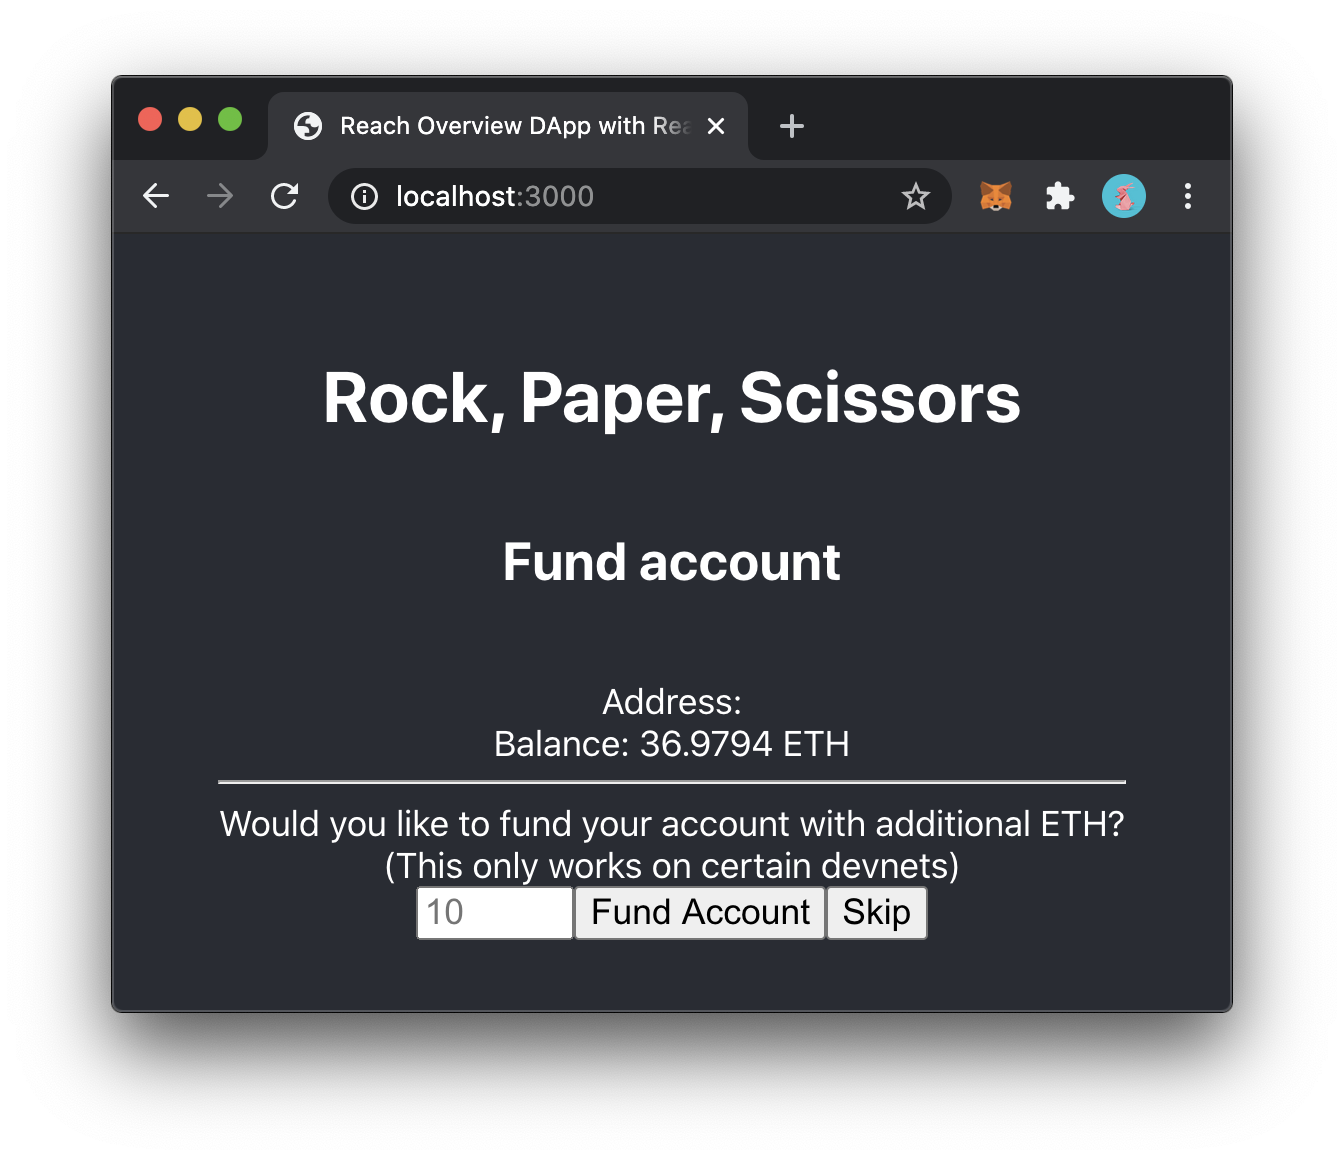 Reach Overview DApp with Rea
localhost:3000
Rock, Paper, Scissors
Fund account
Address:
Balance: 36.9794 ETH
Would you like to fund your account with additional ETH?
(This only works on certain devnets)
10 Fund Account Skip